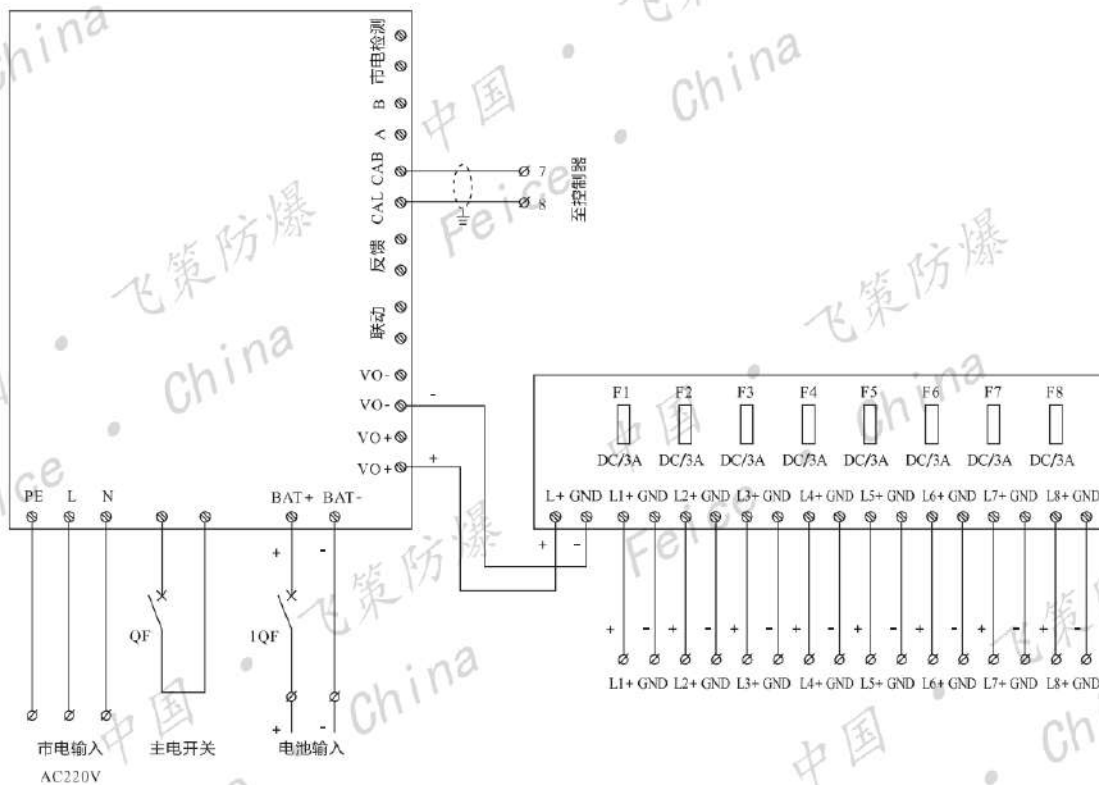 市电检测
B
A
CAB
CAL
7
8
至控制器
反馈
联动
VO-
VO-
-
VO+
VO+
+
PE L N BAT+ BAT-
F1 F2 F3 F4 F5 F6 F7 F8
DC/3A DC/3A DC/3A DC/3A DC/3A DC/3A DC/3A DC/3A
L+ GND L1+ GND L2+ GND L3+ GND L4+ GND L5+ GND L6+ GND L7+ GND L8+ GND
+ -
+ -
QF 1QF
+ - + - + - + - + - + - + - + -
L1+ GND L2+ GND L3+ GND L4+ GND L5+ GND L6+ GND L7+ GND L8+ GND
+ -
市电输入 主电开关 电池输入
AC220V
中国 · 飞策防爆
Feice · China